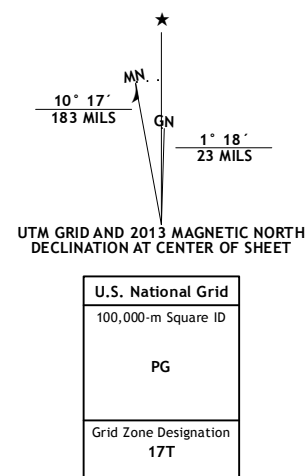 ★
MN
10° 17´
183 MILS
GN
1° 18´
23 MILS
UTM GRID AND 2013 MAGNETIC NORTH
DECLINATION AT CENTER OF SHEET
U.S. National Grid
100,000-m Square ID
PG
Grid Zone Designation
17T